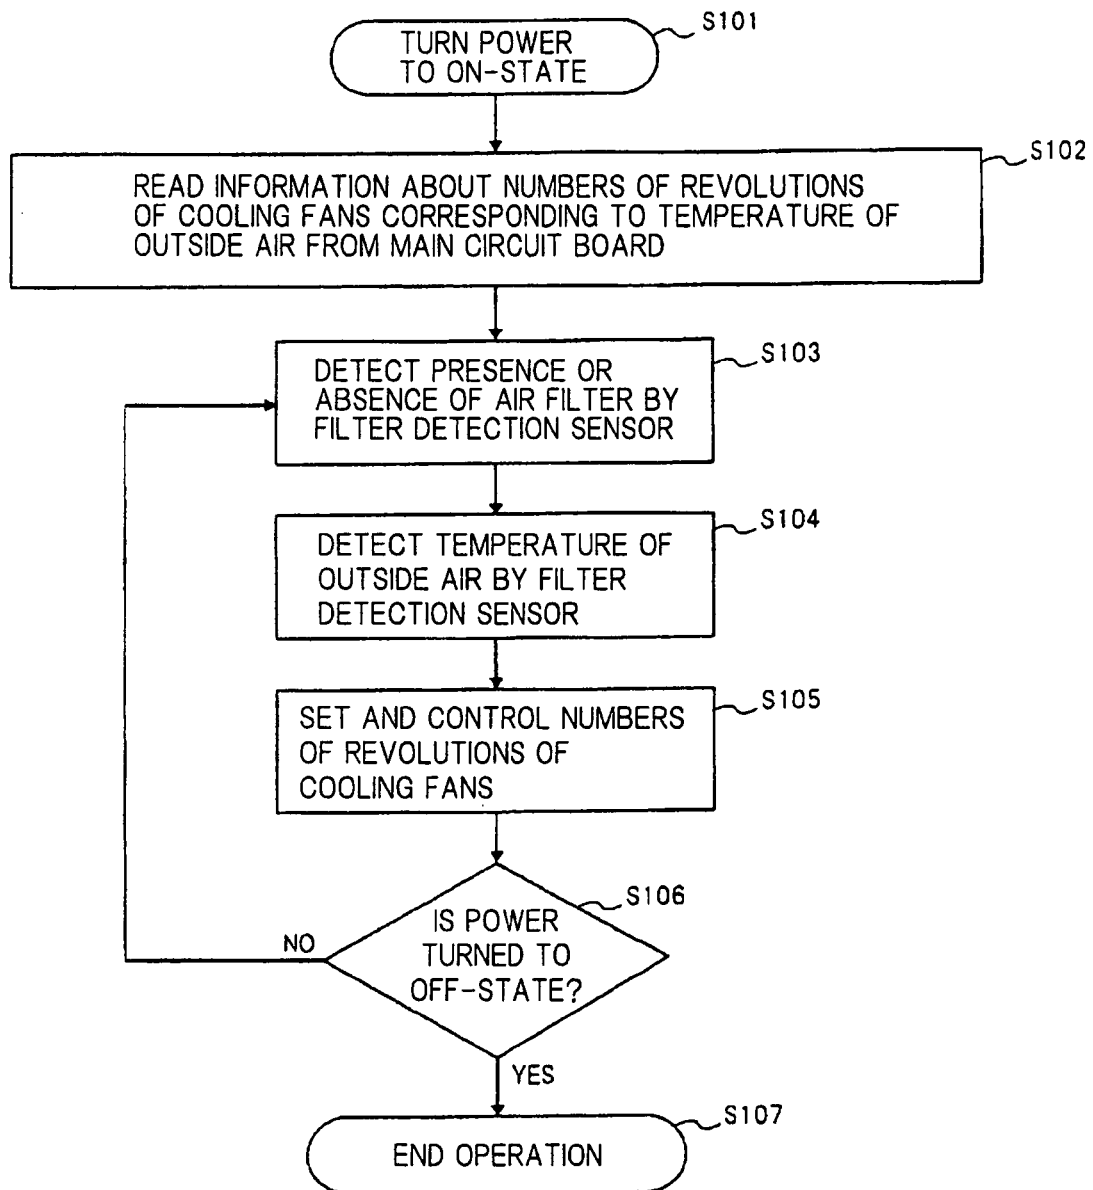 S101
TURN POWER
TO ON-STATE
S102
READ INFORMATION ABOUT NUMBERS OF REVOLUTIONS
OF COOLING FANS CORRESPONDING TO TEMPERATURE OF
OUTSIDE AIR FROM MAIN CIRCUIT BOARD
S103
DETECT PRESENCE OR
ABSENCE OF AIR FILTER BY
FILTER DETECTION SENSOR
S104
DETECT TEMPERATURE OF
OUTSIDE AIR BY FILTER
DETECTION SENSOR
S105
SET AND CONTROL NUMBERS
OF REVOLUTIONS OF
COOLING FANS
S106
IS POWER
TURNED TO
OFF-STATE?
NO
YES
S107
END OPERATION